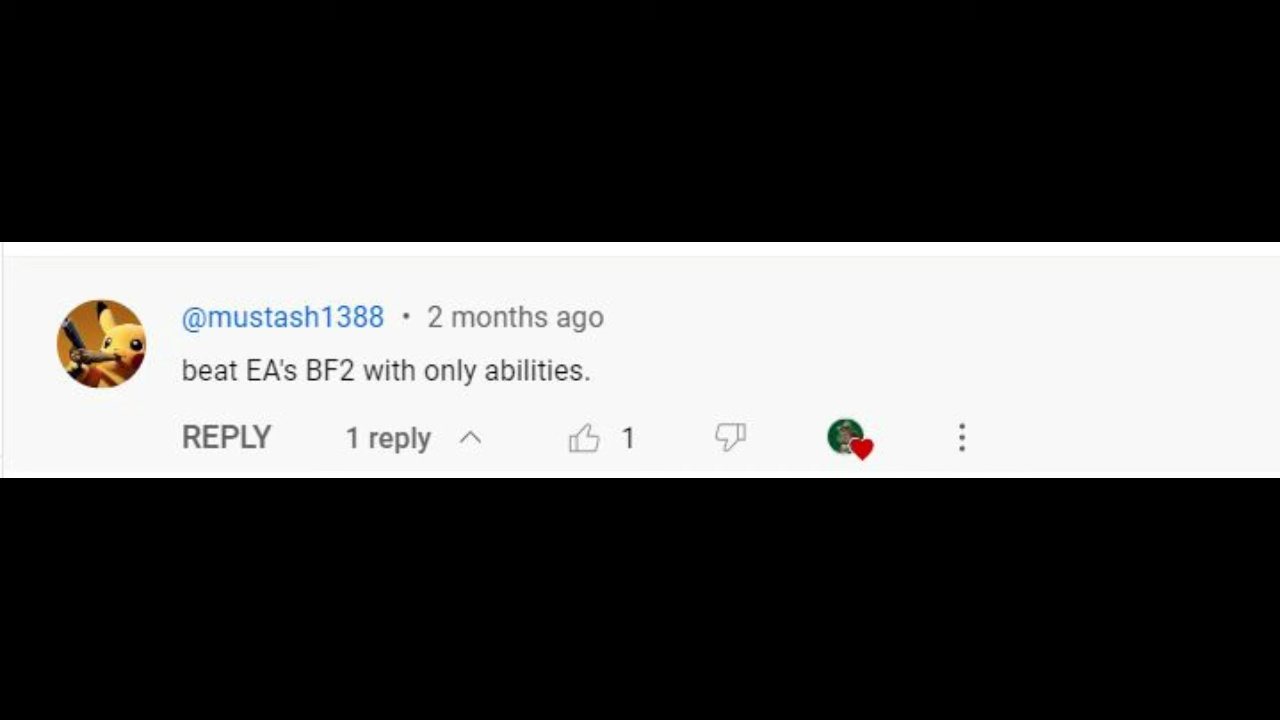 @mustash1388 • 2 months ago
beat EA's BF2 with only abilities.
REPLY 1 reply 1